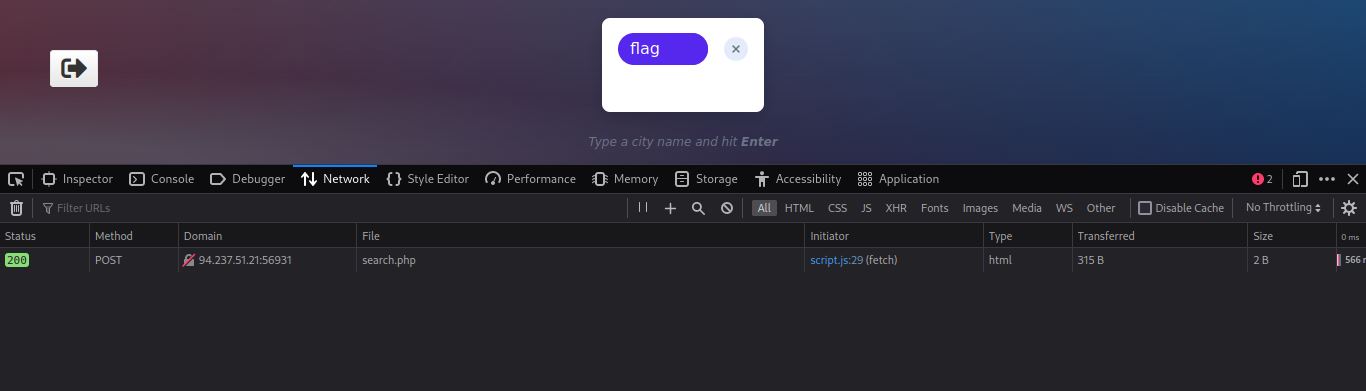 flag
Type a city name and hit Enter
Inspector Console Debugger Network Style Editor Performance Memory Storage Accessibility Application 2
Filter URLs All HTML CSS JS XHR Fonts Images Media WS Other Disable Cache No Throttling
Status Method Domain File Initiator Type Transferred Size 0 ms
200 POST 94.237.51.21:56931 search.php script.js:29 (fetch) html 315 B 2 B 566